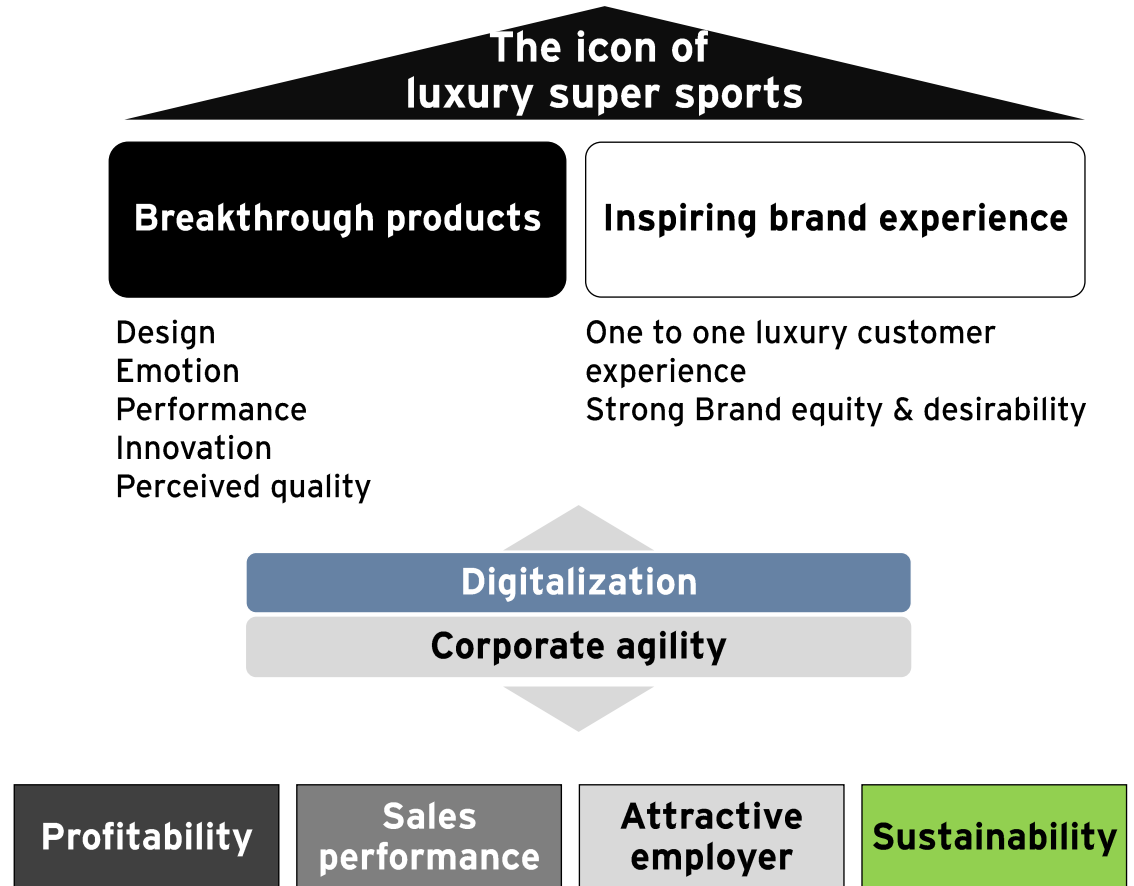 The icon of
luxury super sports
Breakthrough products
Inspiring brand experience
Design
Emotion
Performance
Innovation
Perceived quality
One to one luxury customer
experience
Strong Brand equity & desirability
Digitalization
Corporate agility
Profitability
Sales
performance
Attractive
employer
Sustainability